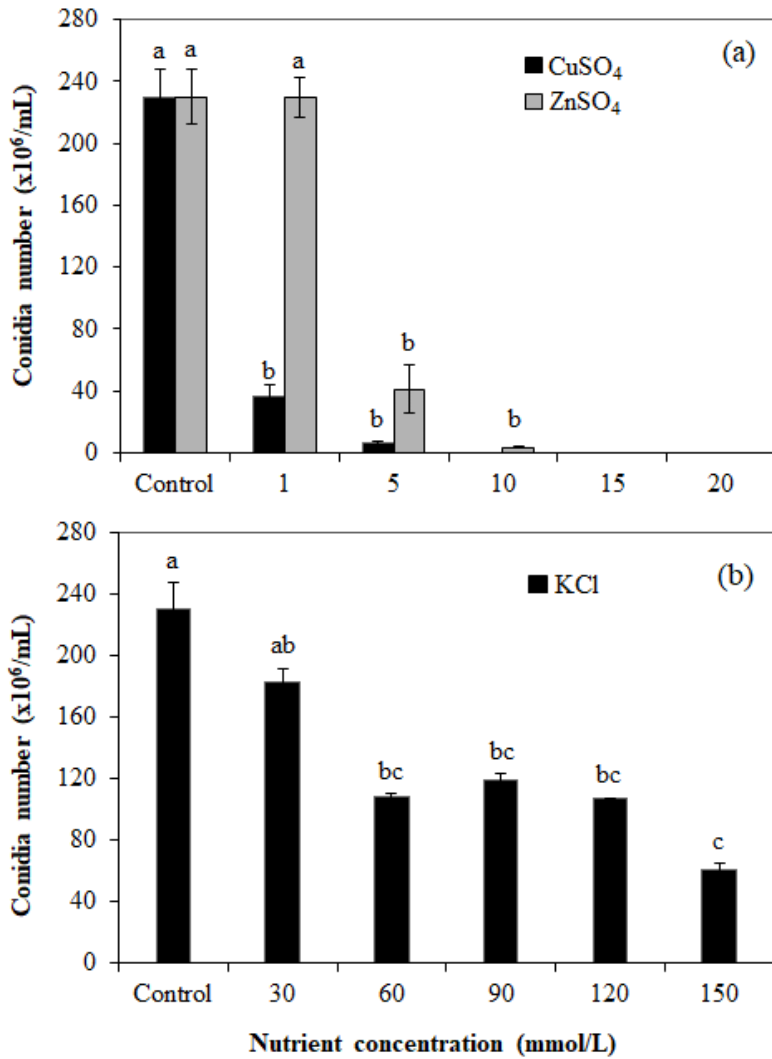 280
240
200
160
120
80
40
0
Conidia number (x10⁶/mL)
a a a
b b b b
(a)
CuSO₄
ZnSO₄
Control 1 5 10 15 20
280
240
200
160
120
80
40
0
Conidia number (x10⁶/mL)
a ab bc bc bc c
KCl
(b)
Control 30 60 90 120 150
Nutrient concentration (mmol/L)